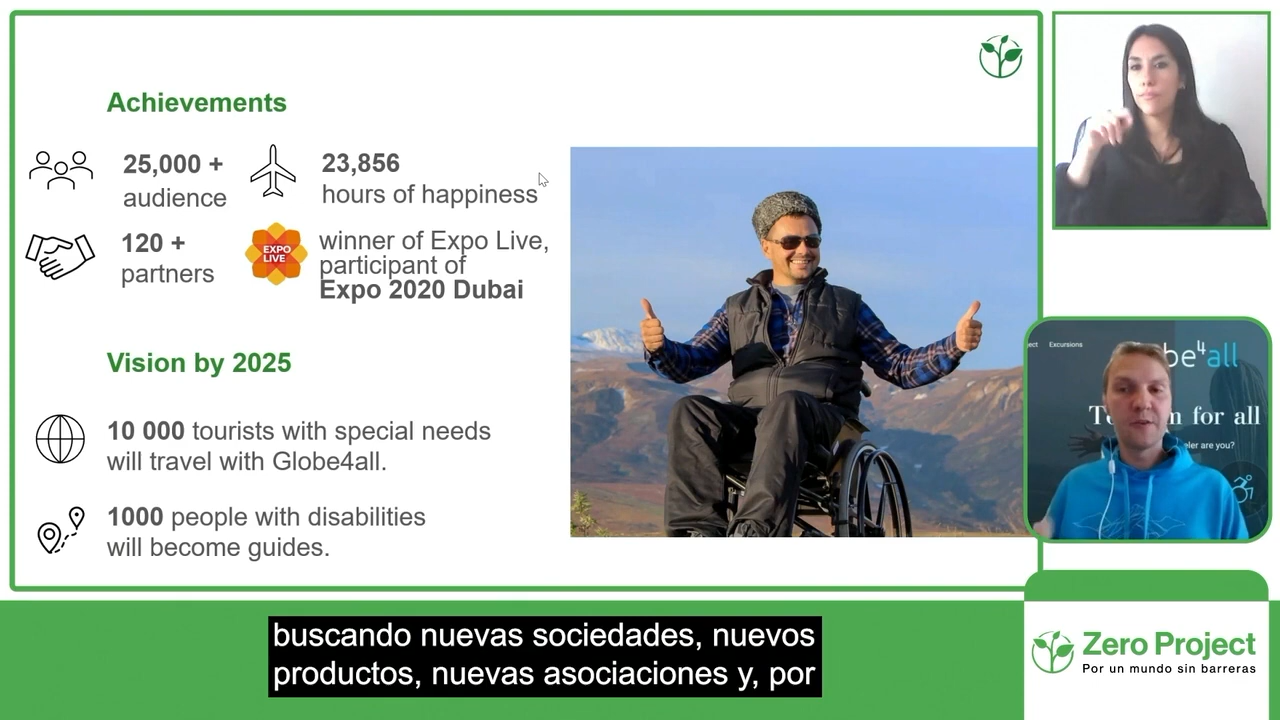 Achievements
25,000 +
audience
23,856
hours of happiness
120 +
partners
EXPO
LIVE
winner of Expo Live,
participant of
Expo 2020 Dubai
Vision by 2025
10 000 tourists with special needs
will travel with Globe4all.
1000 people with disabilities
will become guides.
Excursions
4all
for all
are you?
buscando nuevas sociedades, nuevos
productos, nuevas asociaciones y, por
Zero Project
Por un mundo sin barreras